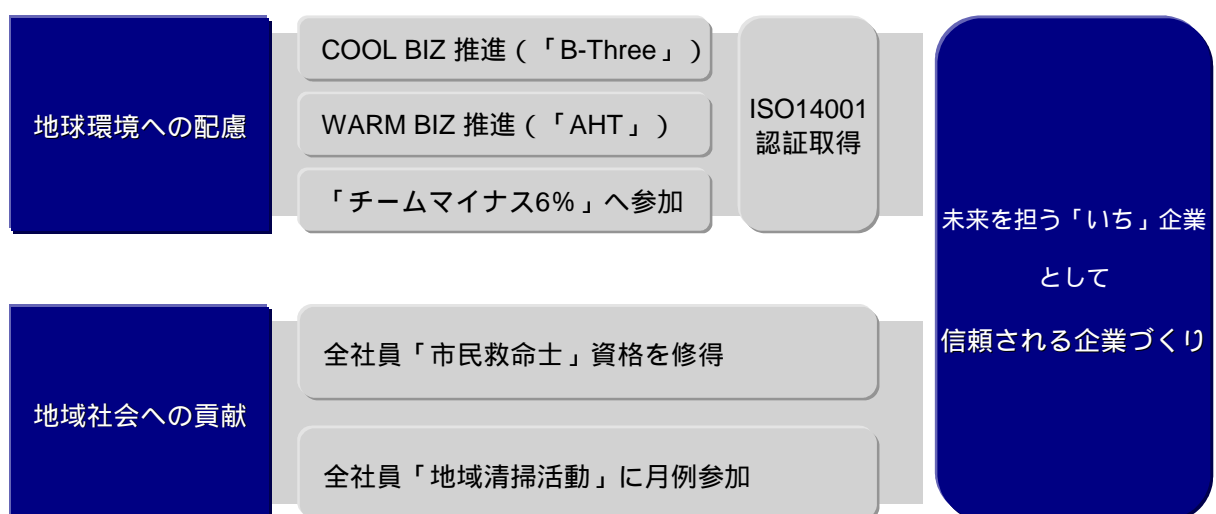 地球環境への配慮
COOL BIZ 推進(「B-Three」)
WARM BIZ 推進(「AHT」)
「チームマイナス6%」へ参加
ISO14001
認証取得
地域社会への貢献
全社員「市民救命士」資格を修得
全社員「地域清掃活動」に月例参加
未来を担う「いち」企業
として
信頼される企業づくり